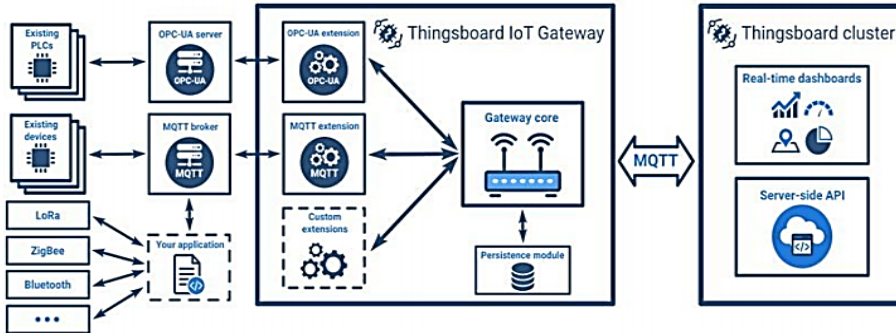 Existing
PLCs
OPC-UA server
OPC-UA
OPC-UA extension
OPC-UA
Thingsboard IoT Gateway
Thingsboard cluster
Real-time dashboards
Existing
devices
MQTT broker
MQTT
MQTT extension
MQTT
Gateway core
MQTT
Server-side API
LoRa
ZigBee
Bluetooth
Your application
Custom
extensions
Persistence module